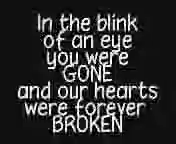 In the blink
of an eye
you were
GONE
and our hearts
were forever
BROKEN